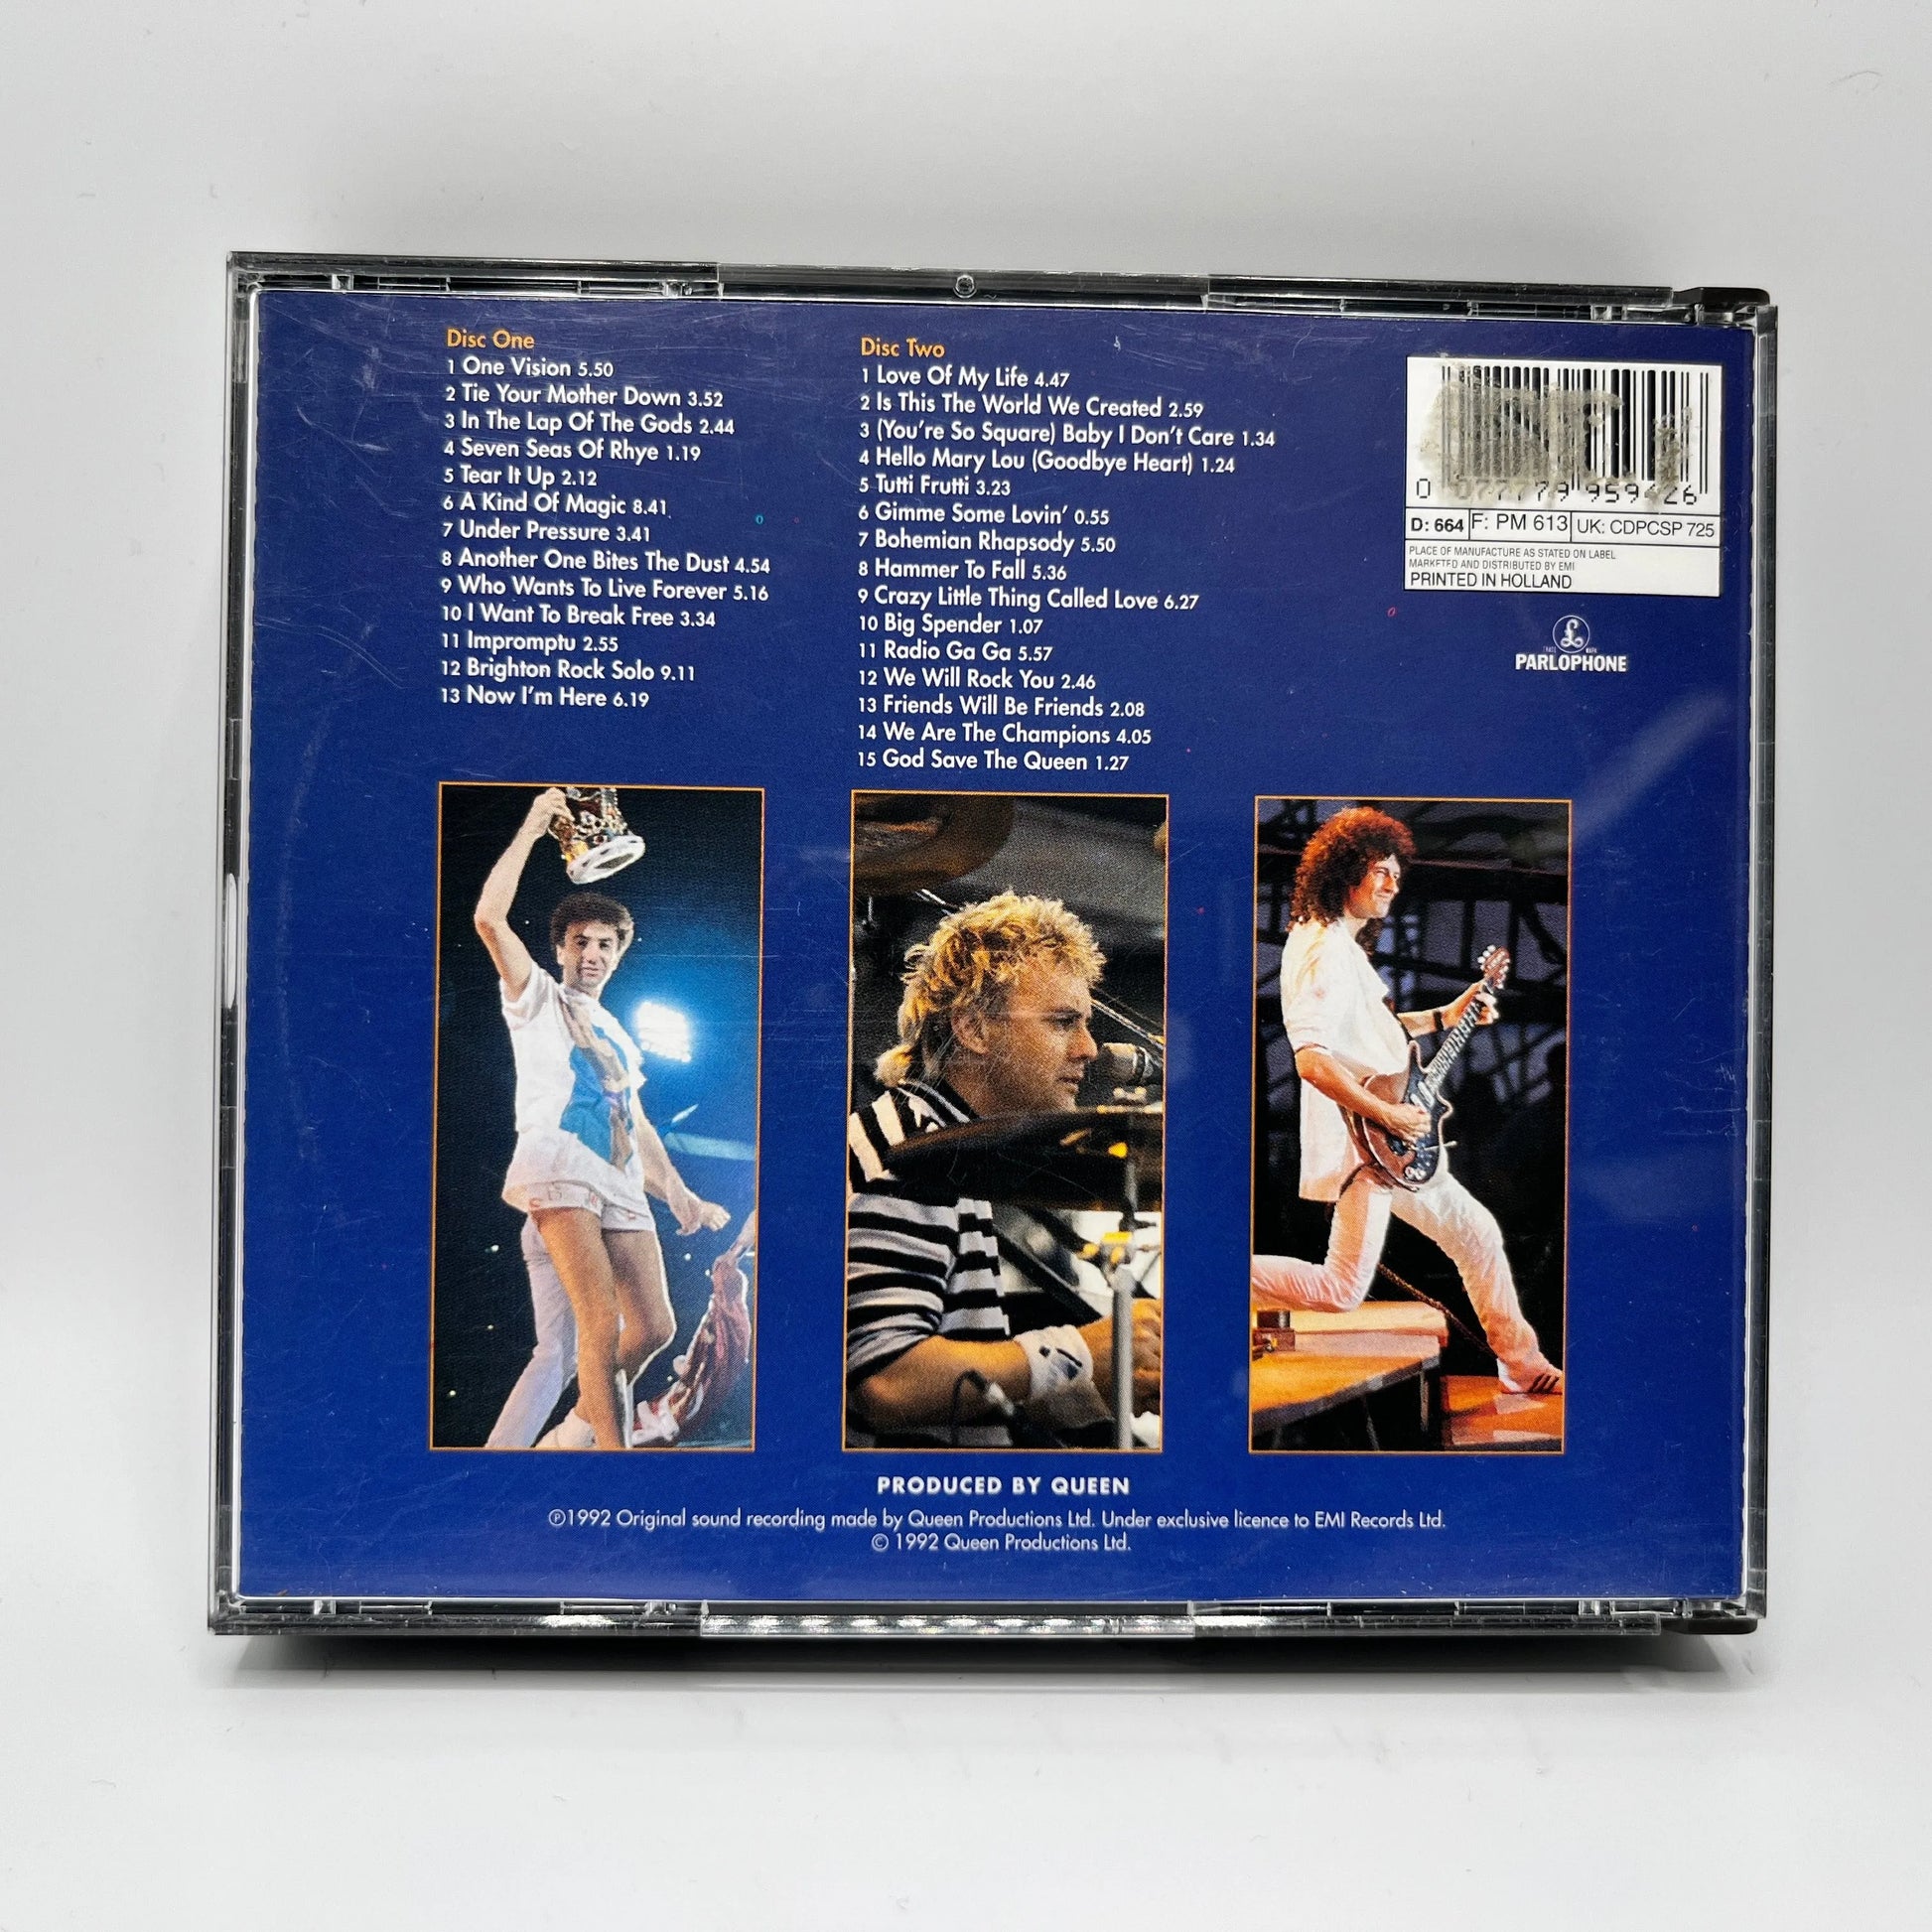 Disc One
1 One Vision 5.50
2 Tie Your Mother Down 3.52
3 In The Lap Of The Gods 2.44
4 Seven Seas Of Rhye 1.19
5 Tear It Up 2.12
6 A Kind Of Magic 8.41
7 Under Pressure 3.41
8 Another One Bites The Dust 4.54
9 Who Wants To Live Forever 5.16
10 I Want To Break Free 3.34
11 Impromptu 2.55
12 Brighton Rock Solo 9.11
13 Now I'm Here 6.19
Disc Two
1 Love Of My Life 4.47
2 Is This The World We Created 2.59
3 (You're So Square) Baby I Don't Care 1.34
4 Hello Mary Lou (Goodbye Heart) 1.24
5 Tutti Frutti 3.23
6 Gimme Some Lovin' 0.55
7 Bohemian Rhapsody 5.50
8 Hammer To Fall 5.36
9 Crazy Little Thing Called Love 6.27
10 Big Spender 1.07
11 Radio Ga Ga 5.57
12 We Will Rock You 2.46
13 Friends Will Be Friends 2.08
14 We Are The Champions 4.05
15 God Save The Queen 1.27
0 77779 959426
D: 664 F: PM 613 UK: CDPCSP 725
PLACE OF MANUFACTURE AS STATED ON LABEL
MARKETED AND DISTRIBUTED BY EMI
PRINTED IN HOLLAND
£
TRADE MARK
PARLOPHONE
PRODUCED BY QUEEN
℗1992 Original sound recording made by Queen Productions Ltd. Under exclusive licence to EMI Records Ltd.
© 1992 Queen Productions Ltd.